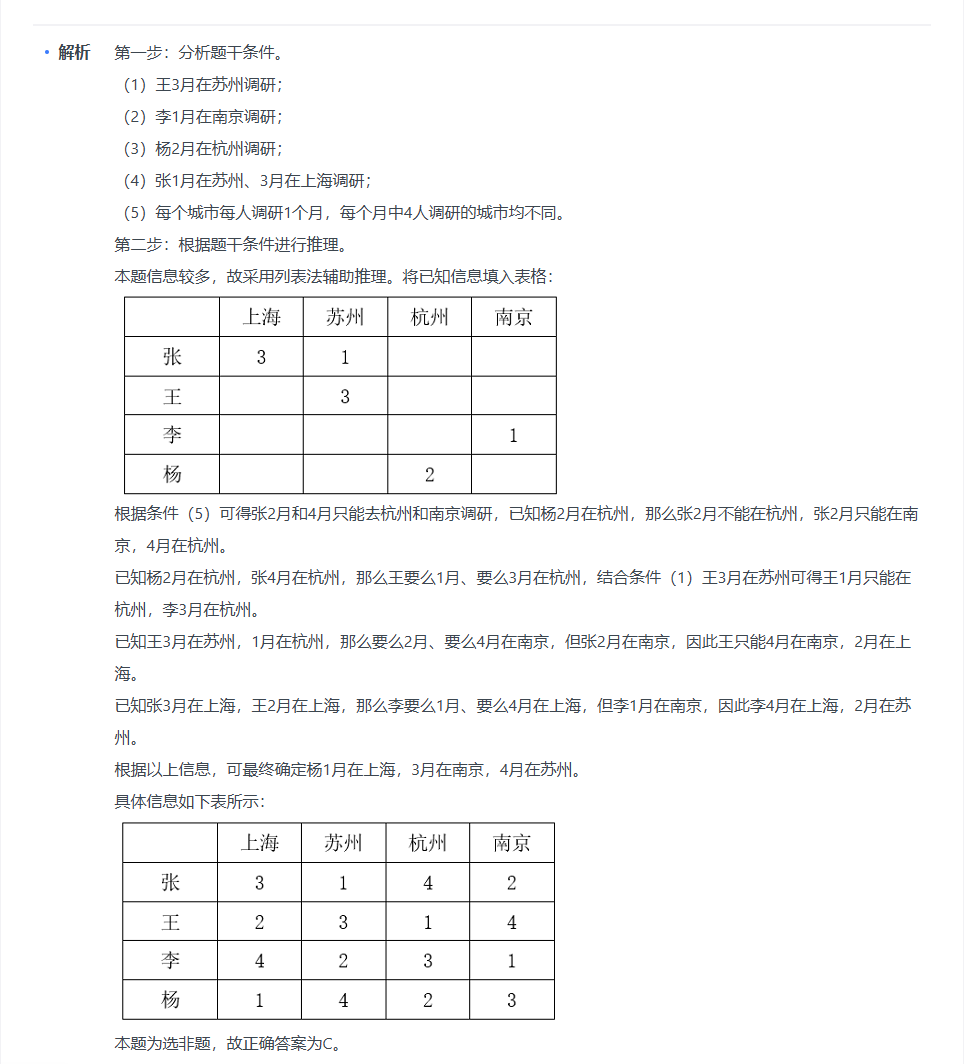 • 解析 第一步：分析题干条件。
（1）王3月在苏州调研；
（2）李1月在南京调研；
（3）杨2月在杭州调研；
（4）张1月在苏州、3月在上海调研；
（5）每个城市每人调研1个月，每个月中4人调研的城市均不同。
第二步：根据题干条件进行推理。
本题信息较多，故采用列表法辅助推理。将已知信息填入表格：
上海 苏州 杭州 南京
张 3 1
王 3
李 1
杨 2
根据条件（5）可得张2月和4月只能去杭州和南京调研，已知杨2月在杭州，那么张2月不能在杭州，张2月只能在南
京，4月在杭州。
已知杨2月在杭州，张4月在杭州，那么王要么1月、要么3月在杭州，结合条件（1）王3月在苏州可得王1月只能在
杭州，李3月在杭州。
已知王3月在苏州，1月在杭州，那么要么2月、要么4月在南京，但张2月在南京，因此王只能4月在南京，2月在上
海。
已知张3月在上海，王2月在上海，那么李要么1月、要么4月在上海，但李1月在南京，因此李4月在上海，2月在苏
州。
根据以上信息，可最终确定杨1月在上海，3月在南京，4月在苏州。
具体信息如下表所示：
上海 苏州 杭州 南京
张 3 1 4 2
王 2 3 1 4
李 4 2 3 1
杨 1 4 2 3
本题为选非题，故正确答案为C。